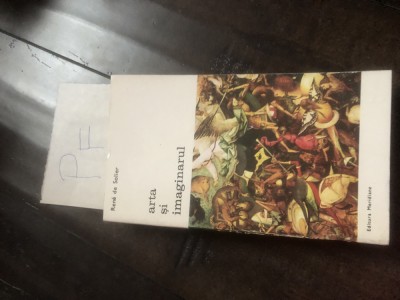 René de Solier
arta
și
imaginarul
Editura Meridiane
PF